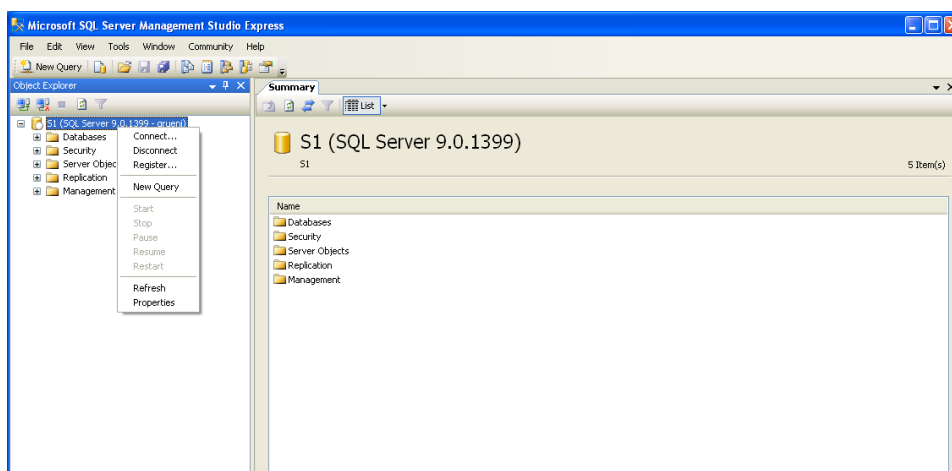 Microsoft SQL Server Management Studio Express
File Edit View Tools Window Community Help
New Query
Object Explorer
S1 (SQL Server 9.0.1399 - grueni)
Databases
Security
Server Objec
Replication
Management
Connect...
Disconnect
Register...
New Query
Start
Stop
Pause
Resume
Restart
Refresh
Properties
Summary
List
S1 (SQL Server 9.0.1399)
S1
5 Item(s)
Name
Databases
Security
Server Objects
Replication
Management